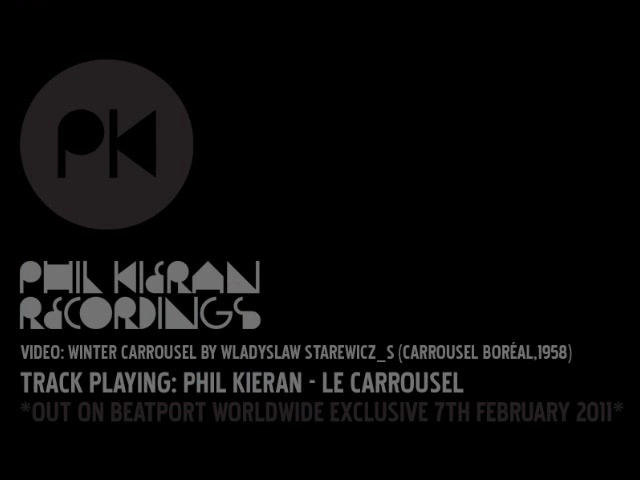 PK
PHIL KIERAN
RECORDINGS
VIDEO: WINTER CARROUSEL BY WLADYSLAW STAREWICZ_S (CARROUSEL BORÉAL,1958)
TRACK PLAYING: PHIL KIERAN - LE CARROUSEL
*OUT ON BEATPORT WORLDWIDE EXCLUSIVE 7TH FEBRUARY 2011*